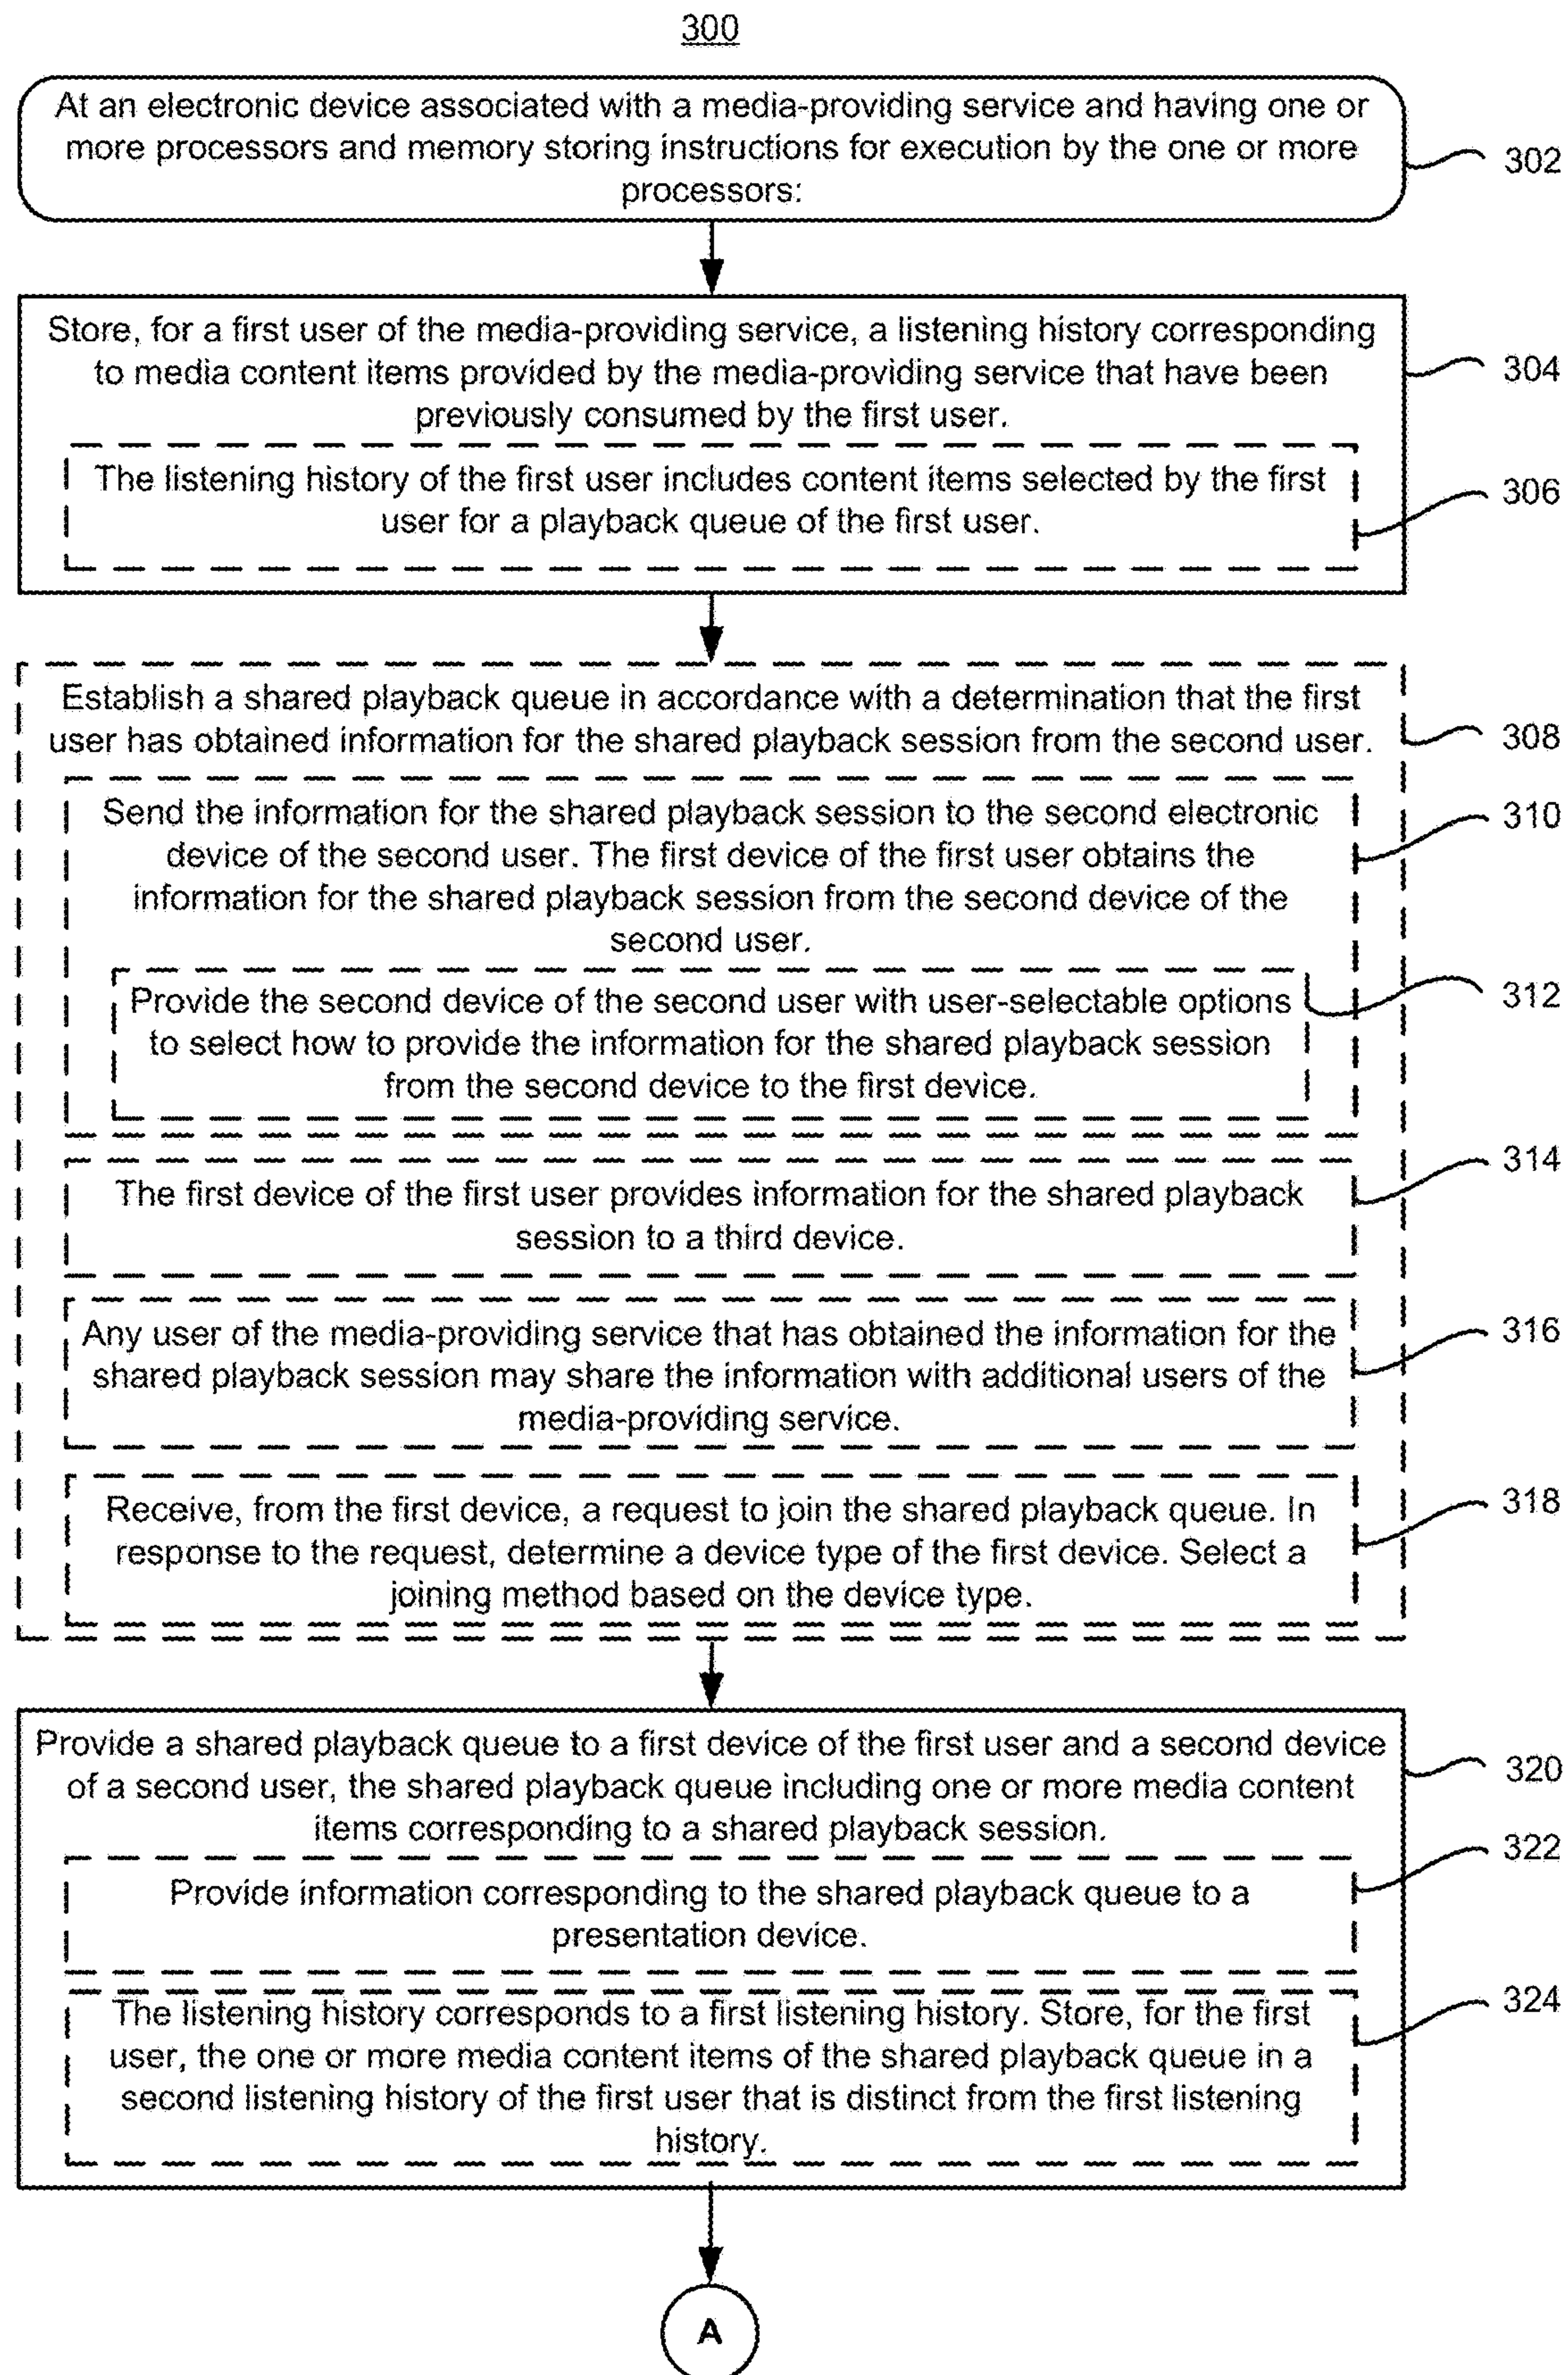 300
At an electronic device associated with a media-providing service and having one or
more processors and memory storing instructions for execution by the one or more
processors:
302
Store, for a first user of the media-providing service, a listening history corresponding
to media content items provided by the media-providing service that have been
previously consumed by the first user.
304
The listening history of the first user includes content items selected by the first
user for a playback queue of the first user.
306
Establish a shared playback queue in accordance with a determination that the first
user has obtained information for the shared playback session from the second user.
308
Send the information for the shared playback session to the second electronic
device of the second user. The first device of the first user obtains the
information for the shared playback session from the second device of the
second user.
310
Provide the second device of the second user with user-selectable options
to select how to provide the information for the shared playback session
from the second device to the first device.
312
The first device of the first user provides information for the shared playback
session to a third device.
314
Any user of the media-providing service that has obtained the information for the
shared playback session may share the information with additional users of the
media-providing service.
316
Receive, from the first device, a request to join the shared playback queue. In
response to the request, determine a device type of the first device. Select a
joining method based on the device type.
318
Provide a shared playback queue to a first device of the first user and a second device
of a second user, the shared playback queue including one or more media content
items corresponding to a shared playback session.
320
Provide information corresponding to the shared playback queue to a
presentation device.
322
The listening history corresponds to a first listening history. Store, for the first
user, the one or more media content items of the shared playback queue in a
second listening history of the first user that is distinct from the first listening
history.
324
A